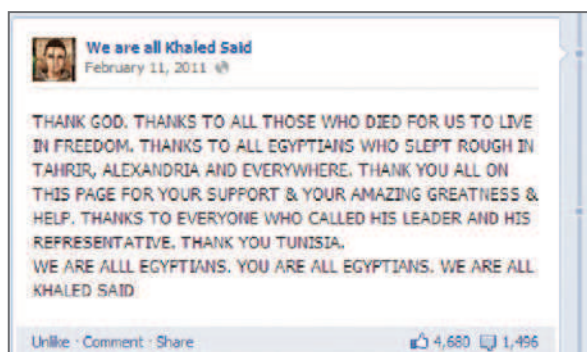 We are all Khaled Said
February 11, 2011
THANK GOD. THANKS TO ALL THOSE WHO DIED FOR US TO LIVE
IN FREEDOM. THANKS TO ALL EGYPTIANS WHO SLEPT ROUGH IN
TAHRIR, ALEXANDRIA AND EVERYWHERE. THANK YOU ALL ON
THIS PAGE FOR YOUR SUPPORT & YOUR AMAZING GREATNESS &
HELP. THANKS TO EVERYONE WHO CALLED HIS LEADER AND HIS
REPRESENTATIVE. THANK YOU TUNISIA.
WE ARE ALLL EGYPTIANS. YOU ARE ALL EGYPTIANS. WE ARE ALL
KHALED SAID
Unlike · Comment · Share 4,680 1,496